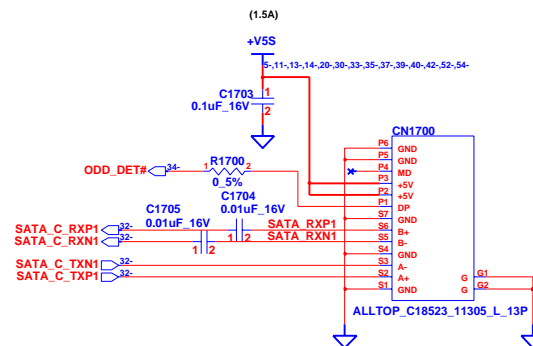 (1.5A)
+V5S
5-,11-,13-,14-,20-,30-,33-,35-,37-,39-,40-,42-,52-,54-
C1703
1
0.1uF_16V
2
CN1700
P6 GND
P5 GND
P4 MD
P3 +5V
P2 +5V
P1 DP
S7 GND
S6 B+
S5 B-
S4 GND
S3 A-
S2 A+
S1 GND
G G1
G G2
ALLTOP_C18523_11305_L_13P
ODD_DET# 34-
R1700
1 2
0_5%
C1704
0.01uF_16V
C1705
0.01uF_16V
1 2
1 2
SATA_C_RXP1 32-
SATA_RXP1
SATA_C_RXN1 32-
SATA_RXN1
SATA_C_TXN1 32-
SATA_C_TXP1 32-